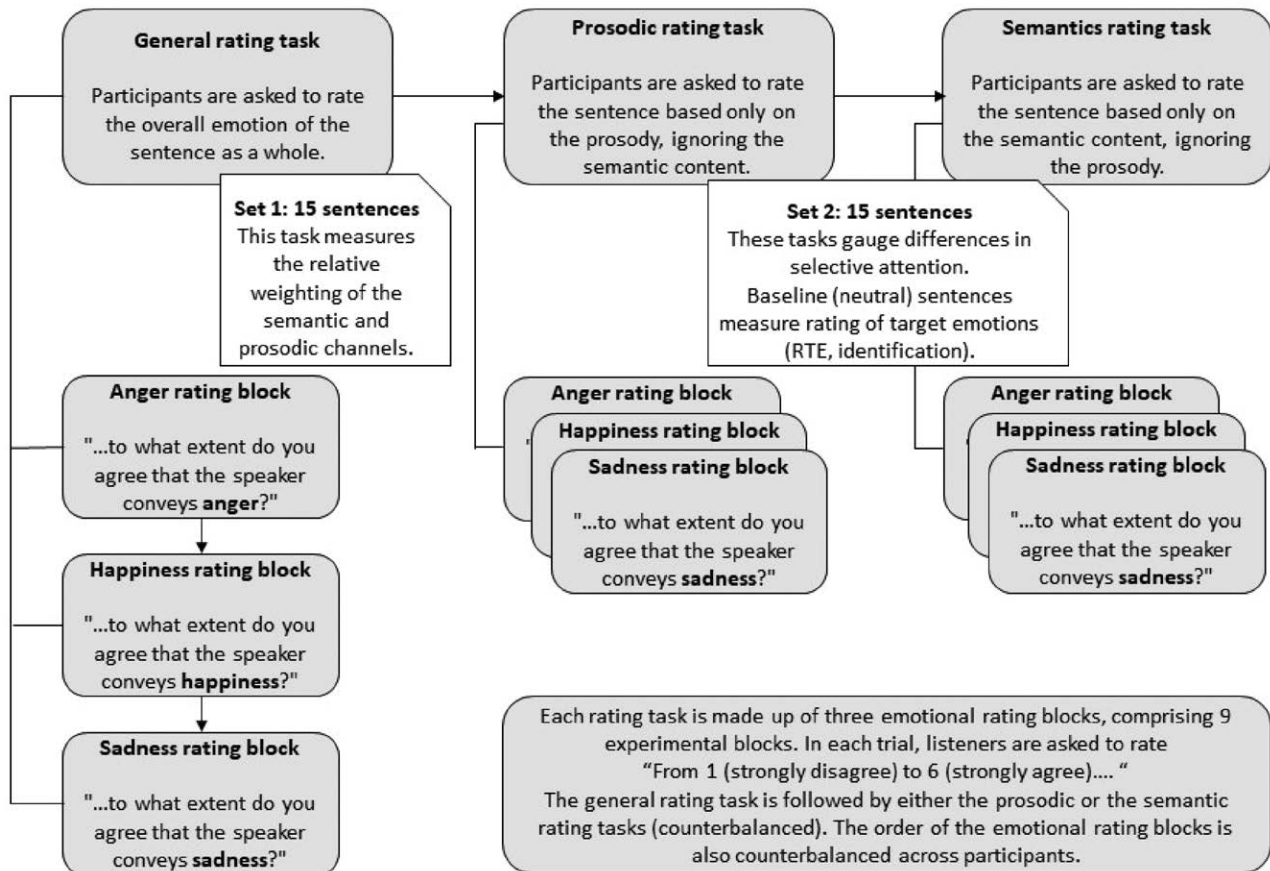 General rating task
Participants are asked to rate
the overall emotion of the
sentence as a whole.
Prosodic rating task
Participants are asked to rate
the sentence based only on
the prosody, ignoring the
semantic content.
Semantics rating task
Participants are asked to rate
the sentence based only on
the semantic content, ignoring
the prosody.
Set 1: 15 sentences
This task measures
the relative
weighting of the
semantic and
prosodic channels.
Set 2: 15 sentences
These tasks gauge differences in
selective attention.
Baseline (neutral) sentences
measure rating of target emotions
(RTE, identification).
Anger rating block
"...to what extent do you
agree that the speaker
conveys anger?"
Happiness rating block
"...to what extent do you
agree that the speaker
conveys happiness?"
Sadness rating block
"...to what extent do you
agree that the speaker
conveys sadness?"
Anger rating block
"
Happiness rating block
Sadness rating block
"...to what extent do you
agree that the speaker
conveys sadness?"
Anger rating block
Happiness rating block
Sadness rating block
"...to what extent do you
agree that the speaker
conveys sadness?"
Each rating task is made up of three emotional rating blocks, comprising 9
experimental blocks. In each trial, listeners are asked to rate
“From 1 (strongly disagree) to 6 (strongly agree).... “
The general rating task is followed by either the prosodic or the semantic
rating tasks (counterbalanced). The order of the emotional rating blocks is
also counterbalanced across participants.